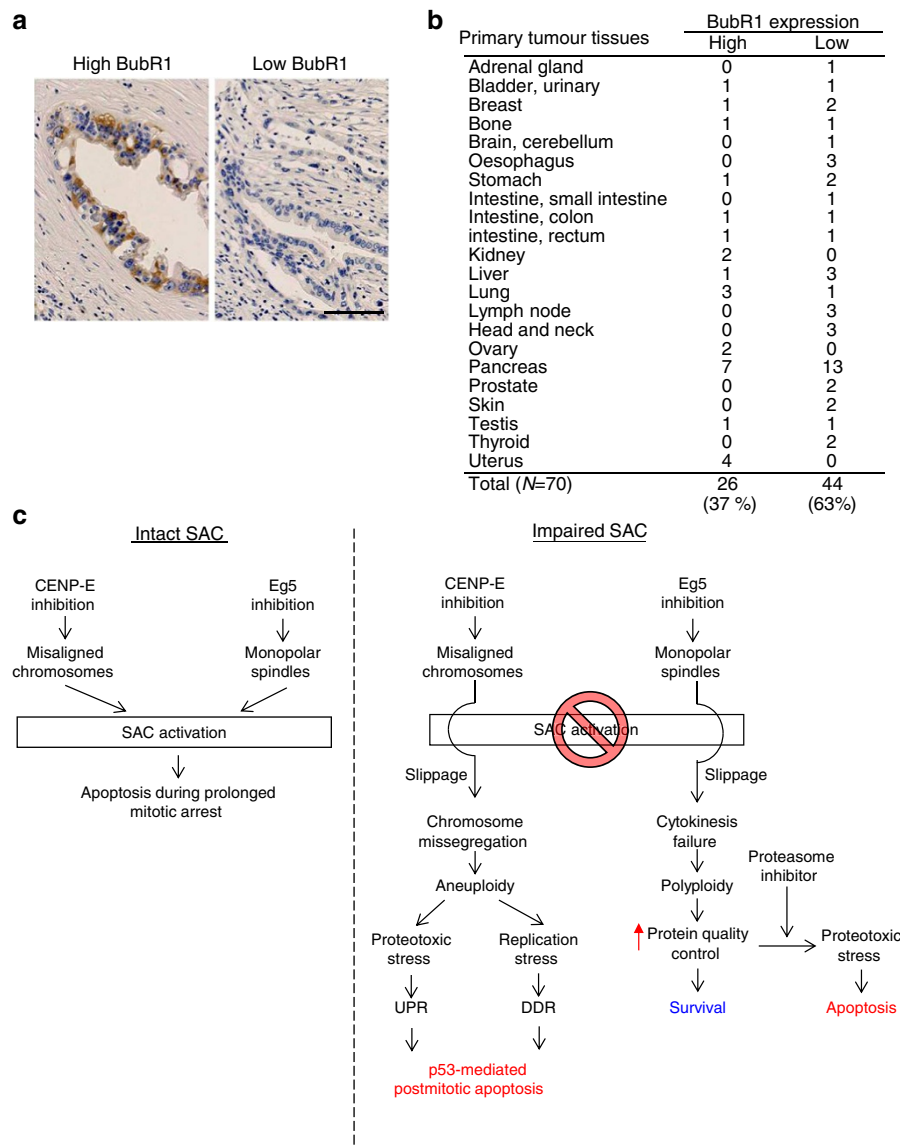 a
High BubR1 Low BubR1
b
BubR1 expression
Primary tumour tissues High Low
Adrenal gland 0 1
Bladder, urinary 1 1
Breast 1 2
Bone 1 1
Brain, cerebellum 0 1
Oesophagus 0 3
Stomach 1 2
Intestine, small intestine 0 1
Intestine, colon 1 1
intestine, rectum 1 1
Kidney 2 0
Liver 1 3
Lung 3 1
Lymph node 0 3
Head and neck 0 3
Ovary 2 0
Pancreas 7 13
Prostate 0 2
Skin 0 2
Testis 1 1
Thyroid 0 2
Uterus 4 0
Total (N=70) 26 44
(37 %) (63%)
c
Intact SAC
CENP-E
inhibition
Eg5
inhibition
Misaligned
chromosomes
Monopolar
spindles
SAC activation
Apoptosis during prolonged
mitotic arrest
Impaired SAC
CENP-E
inhibition
Eg5
inhibition
Misaligned
chromosomes
Monopolar
spindles
SAC activation
Slippage
Slippage
Chromosome
missegregation
Aneuploidy
Proteotoxic
stress
Replication
stress
UPR
DDR
p53-mediated
postmitotic apoptosis
Cytokinesis
failure
Polyploidy
Protein quality
control
Survival
Proteasome
inhibitor
Proteotoxic
stress
Apoptosis